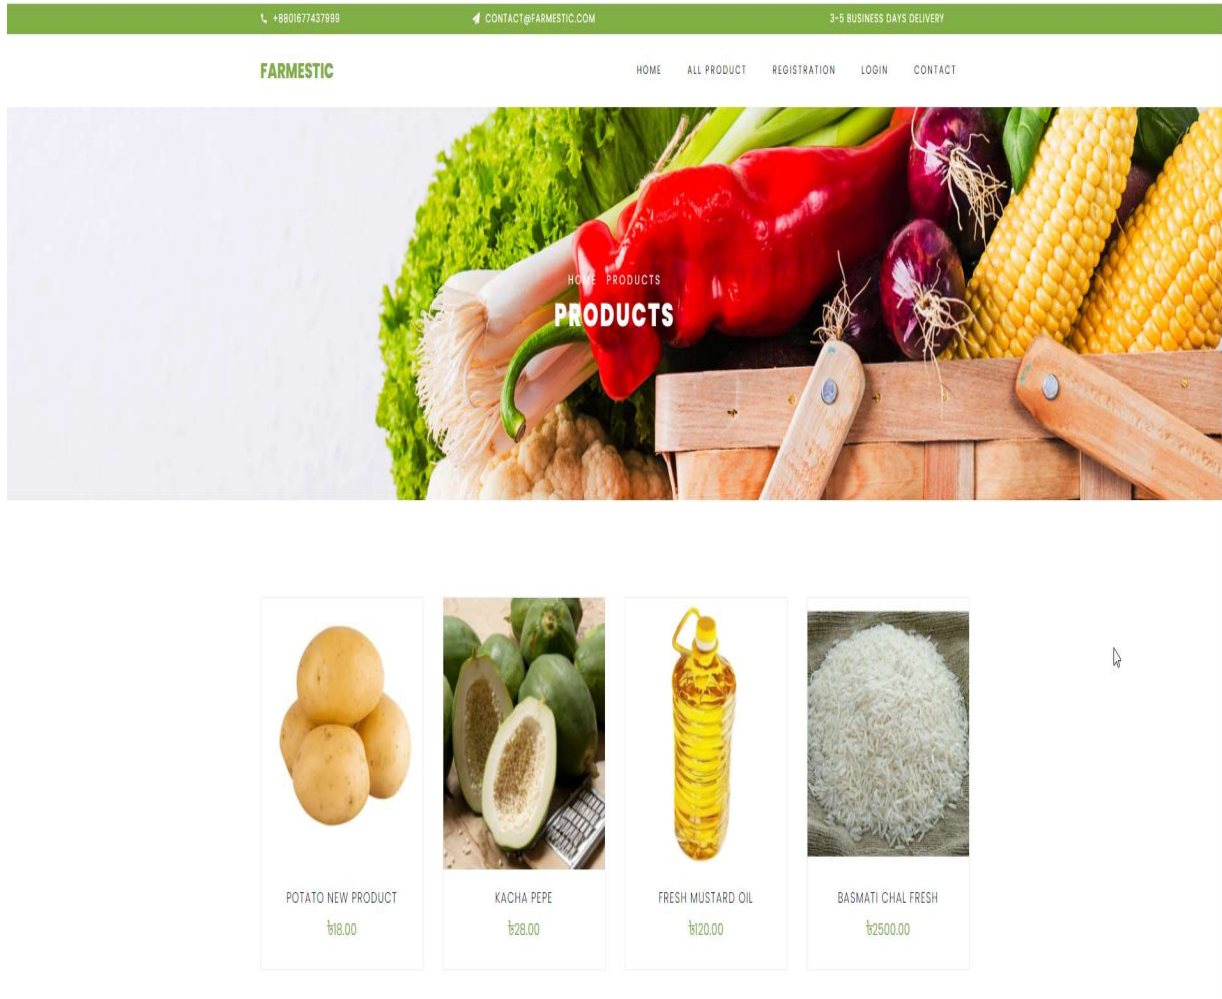 +8801677437999 CONTACT@FARMESTIC.COM 3-5 BUSINESS DAYS DELIVERY
FARMESTIC HOME ALL PRODUCT REGISTRATION LOGIN CONTACT
HOME PRODUCTS
PRODUCTS
POTATO NEW PRODUCT KACHA PEPE FRESH MUSTARD OIL BASMATI CHAL FRESH
৳18.00 ৳28.00 ৳120.00 ৳2500.00